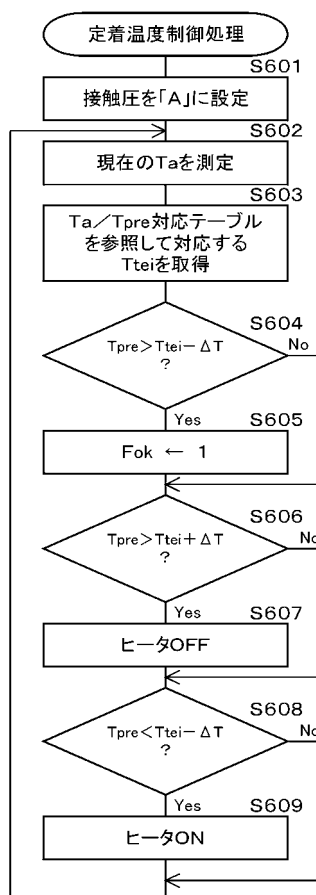 定着温度制御処理
S601
接触圧を「A」に設定
S602
現在のTaを測定
S603
Ta／Tpre対応テーブル
を参照して対応する
Tteiを取得
S604
Tpre＞Ttei－ΔT
?
No
Yes
S605
Fok ← 1
S606
Tpre＞Ttei＋ΔT
?
No
Yes
S607
ヒータOFF
S608
Tpre＜Ttei－ΔT
?
No
Yes
S609
ヒータON